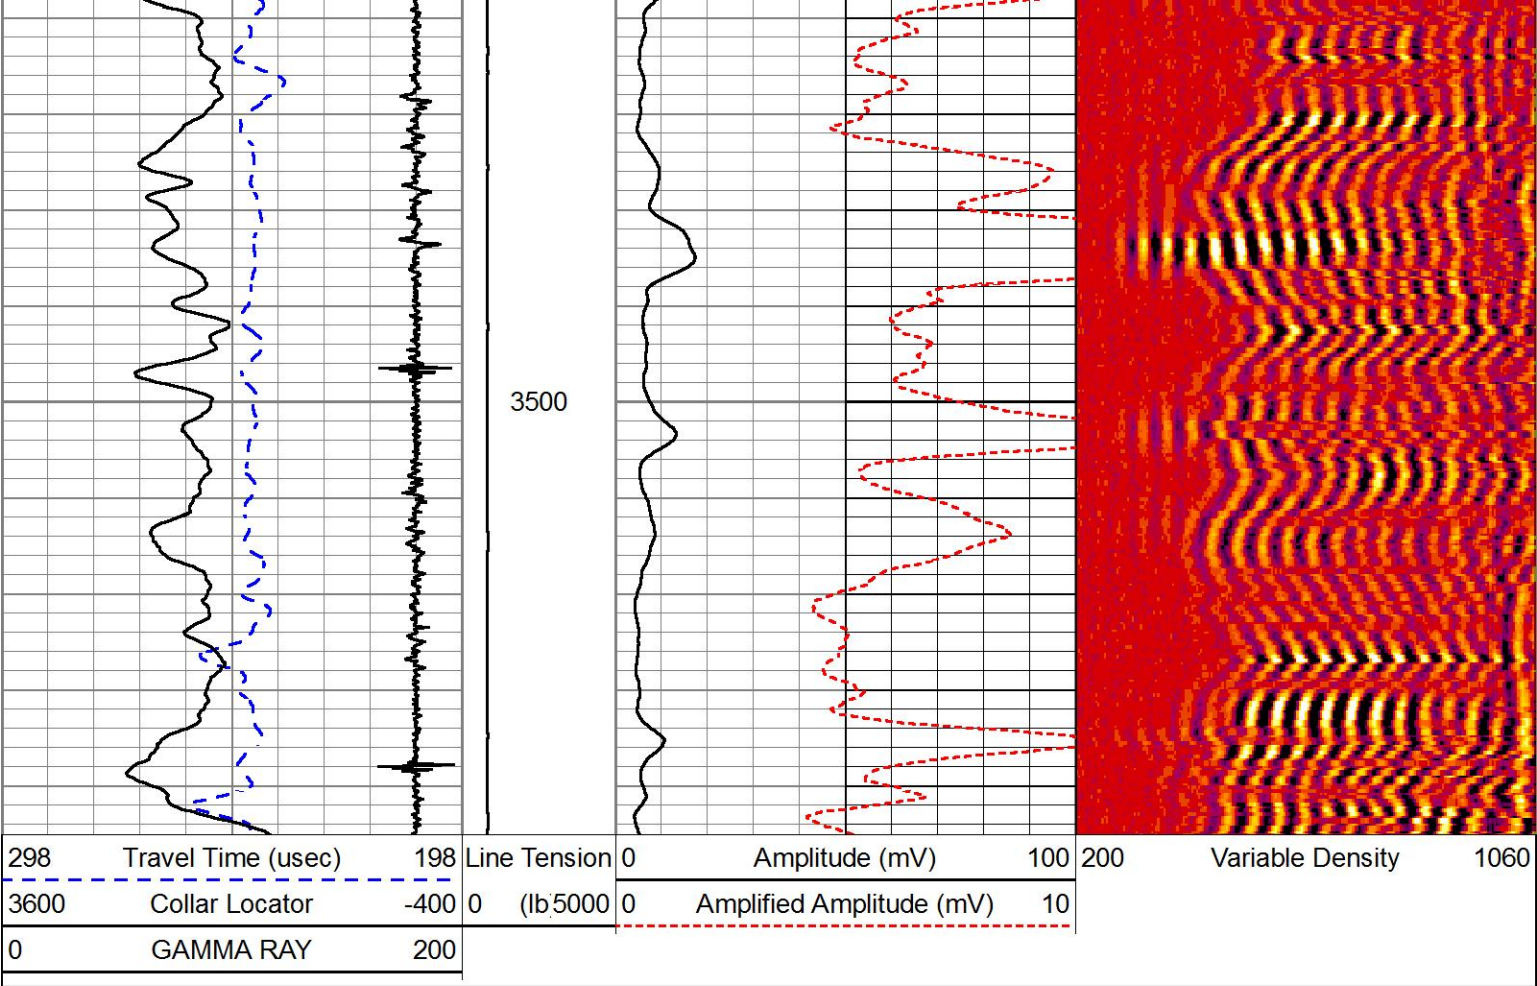 3500
298 Travel Time (usec) 198 Line Tension 0 Amplitude (mV) 100 200 Variable Density 1060
3600 Collar Locator -400 0 (lb 5000 0 Amplified Amplitude (mV) 10
0 GAMMA RAY 200